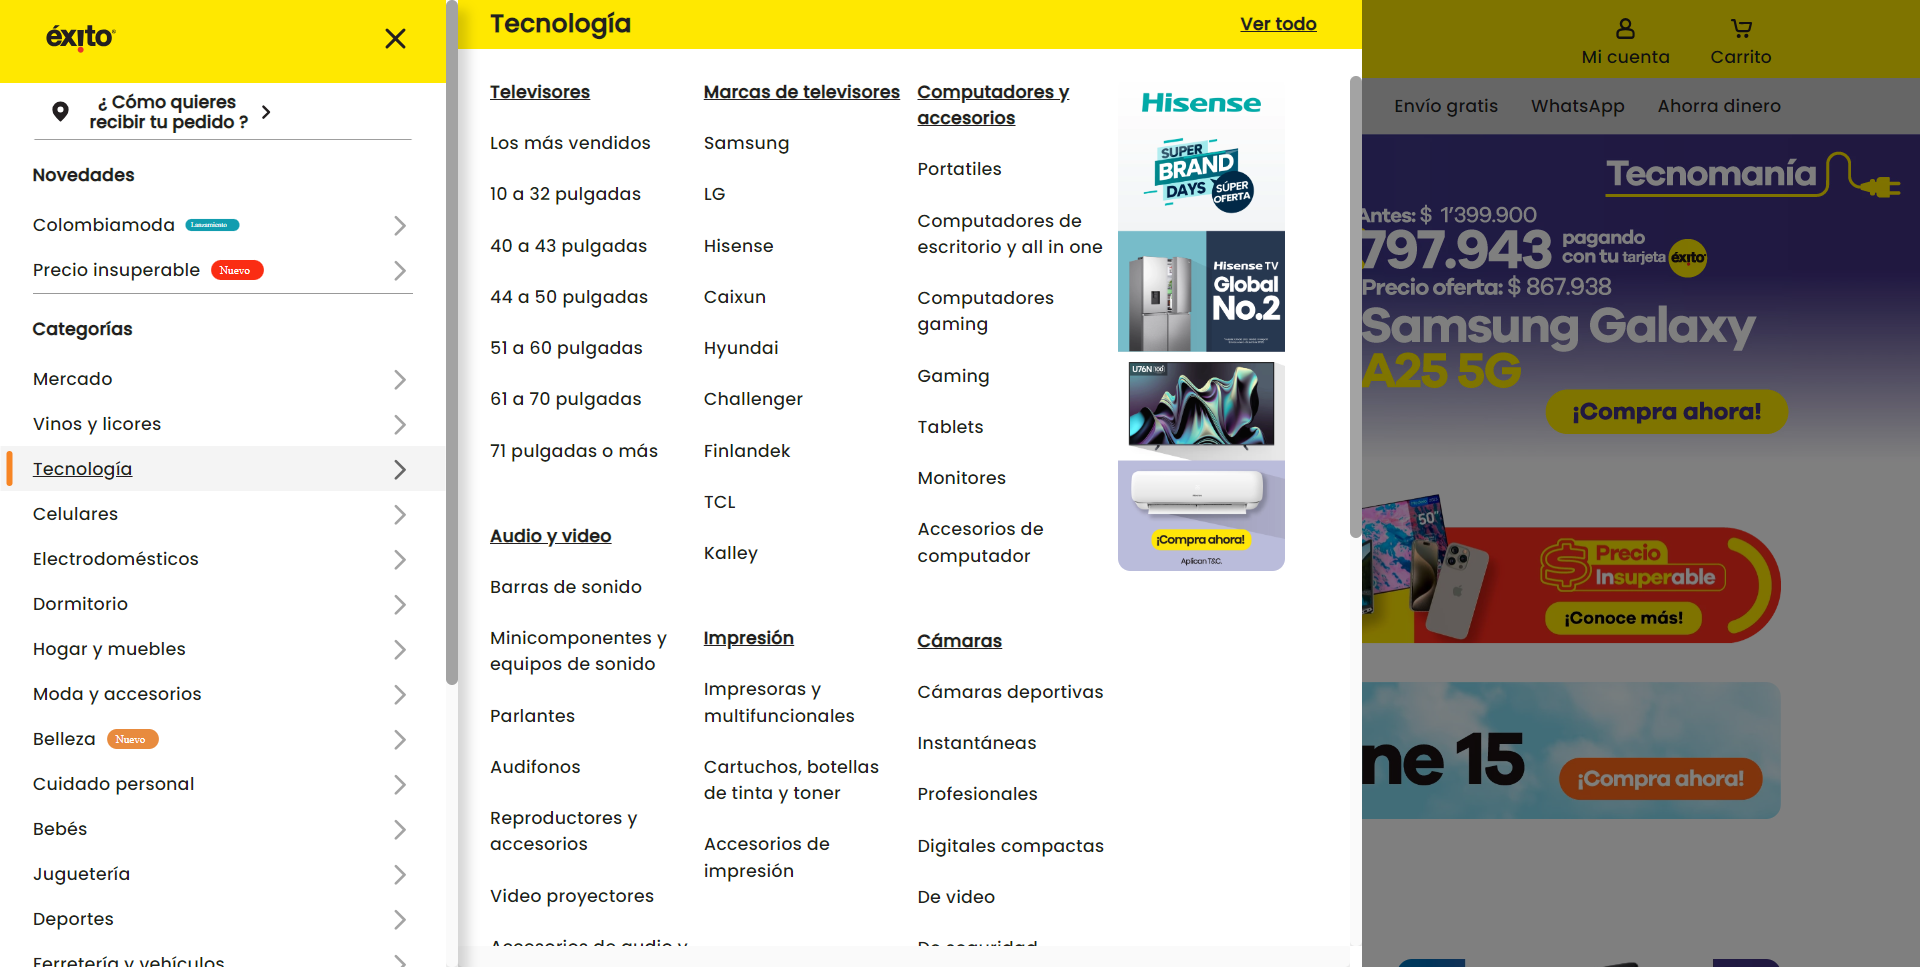 éxito
¿ Cómo quieres
recibir tu pedido ?
Novedades
Colombiamoda Lanzamiento
Precio insuperable Nuevo
Categorías
Mercado
Vinos y licores
Tecnología
Celulares
Electrodomésticos
Dormitorio
Hogar y muebles
Moda y accesorios
Belleza Nuevo
Cuidado personal
Bebés
Juguetería
Deportes
Ferretería y vehículos
Tecnología
Ver todo
Televisores
Los más vendidos
10 a 32 pulgadas
40 a 43 pulgadas
44 a 50 pulgadas
51 a 60 pulgadas
61 a 70 pulgadas
71 pulgadas o más
Audio y video
Barras de sonido
Minicomponentes y
equipos de sonido
Parlantes
Audifonos
Reproductores y
accesorios
Video proyectores
Accesorios de audio y
Marcas de televisores
Samsung
LG
Hisense
Caixun
Hyundai
Challenger
Finlandek
TCL
Kalley
Impresión
Impresoras y
multifuncionales
Cartuchos, botellas
de tinta y toner
Accesorios de
impresión
Computadores y
accesorios
Portatiles
Computadores de
escritorio y all in one
Computadores
gaming
Gaming
Tablets
Monitores
Accesorios de
computador
Cámaras
Cámaras deportivas
Instantáneas
Profesionales
Digitales compactas
De video
De seguridad
Hisense
SUPER
BRAND
DAYS
SÚPER
OFERTA
Hisense TV
Global
No.2
U76N
¡Compra ahora!
Aplican T&C.
Mi cuenta
Carrito
Envío gratis
WhatsApp
Ahorra dinero
Tecnomanía
Antes: $ 1'399.900
797.943 pagando
con tu tarjeta éxito
Precio oferta: $ 867.938
Samsung Galaxy
A25 5G
¡Compra ahora!
50"
Precio
Insuperable
¡Conoce más!
ne 15
¡Compra ahora!